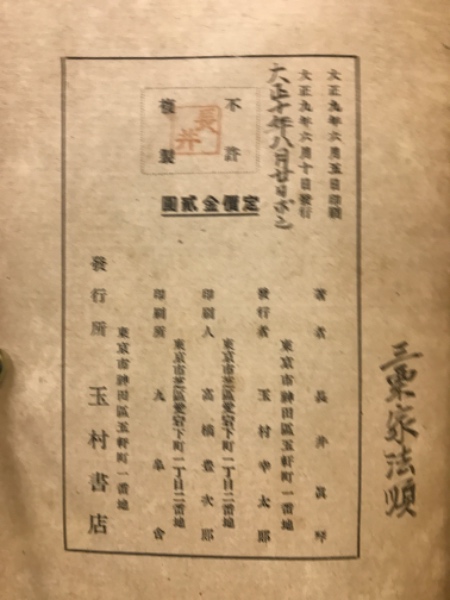 大正九年六月五日印刷
大正九年六月十日發行
大正十年八月廿日求之
不許
複製
長井
定價金貳圓
著者 長井眞琴
東京市神田區五軒町一番地
發行者 玉村幸太郎
東京市芝區愛宕下町一丁目二番地
印刷人 高橋豊次郎
東京市芝區愛宕下町一丁目二番地
印刷所 九皐舍
東京市神田區五軒町一番地
發行所 玉村書店
三栗家法順